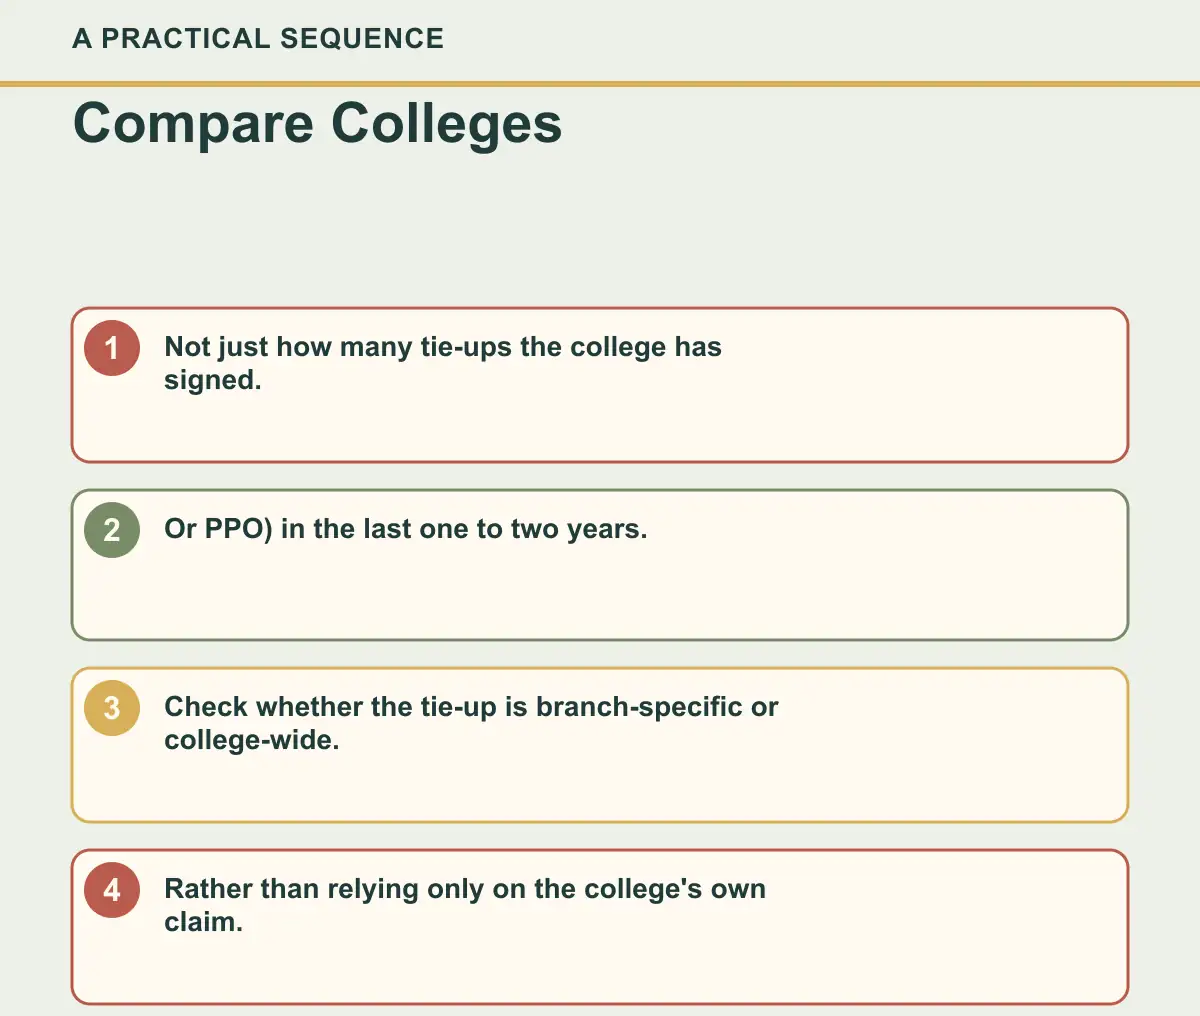 A PRACTICAL SEQUENCE
Compare Colleges
1
Not just how many tie-ups the college has
signed.
2
Or PPO) in the last one to two years.
3
Check whether the tie-up is branch-specific or
college-wide.
4
Rather than relying only on the college's own
claim.